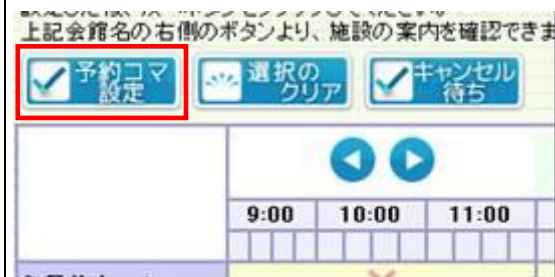 上記会館名の右側のボタンより、施設の案内を確認できま
予約コマ
設定
選択の
クリア
キャンセル
待ち
9:00 10:00 11:00